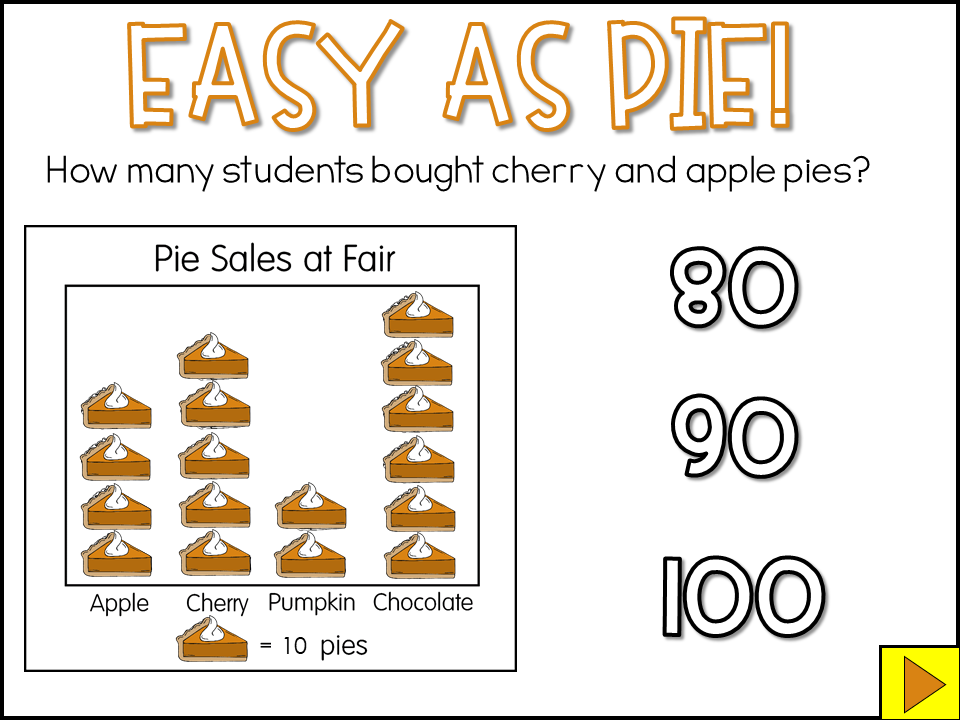 EASY AS PIE!
How many students bought cherry and apple pies?
Pie Sales at Fair
Apple Cherry Pumpkin Chocolate
= 10 pies
80
90
100